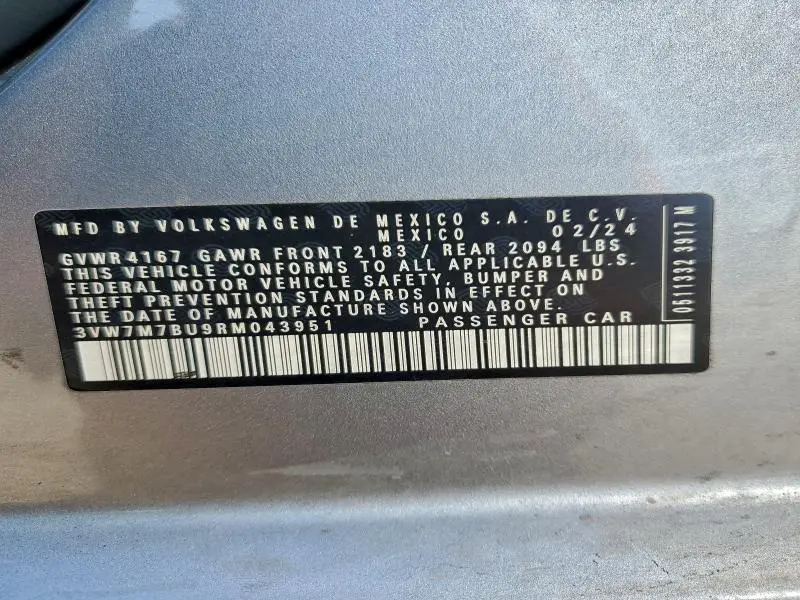 MFD BY VOLKSWAGEN DE MEXICO S.A. DE C.V.
MEXICO 02/24
GVWR 4167 GAWR FRONT 2183 / REAR 2094 LBS
THIS VEHICLE CONFORMS TO ALL APPLICABLE U.S.
FEDERAL MOTOR VEHICLE SAFETY, BUMPER AND
THEFT PREVENTION STANDARDS IN EFFECT ON
THE DATE OF MANUFACTURE SHOWN ABOVE.
3VW7M7BU9RM043951 PASSENGER CAR
0511332 3917 M